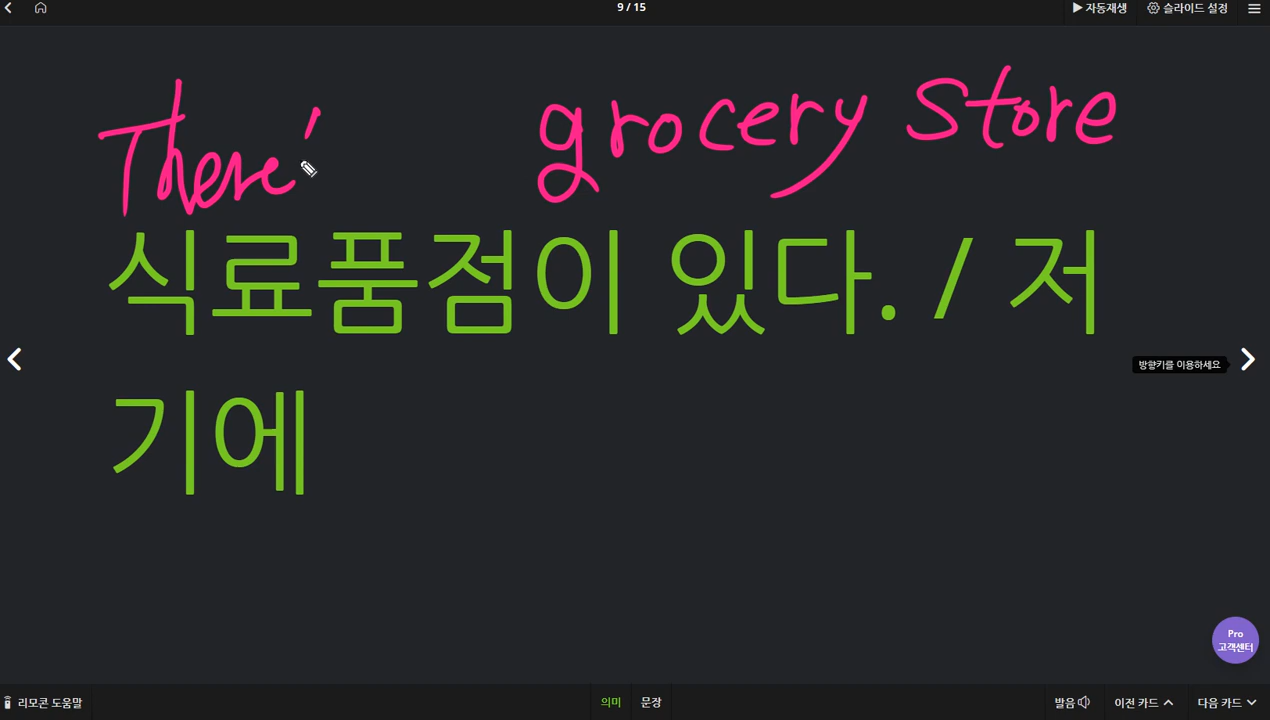 9 / 15
자동재생
슬라이드 설정
There' grocery store
식료품점이 있다. / 저
기에
방향키를 이용하세요
Pro
고객센터
리모콘 도움말
의미
문장
발음
이전 카드
다음 카드